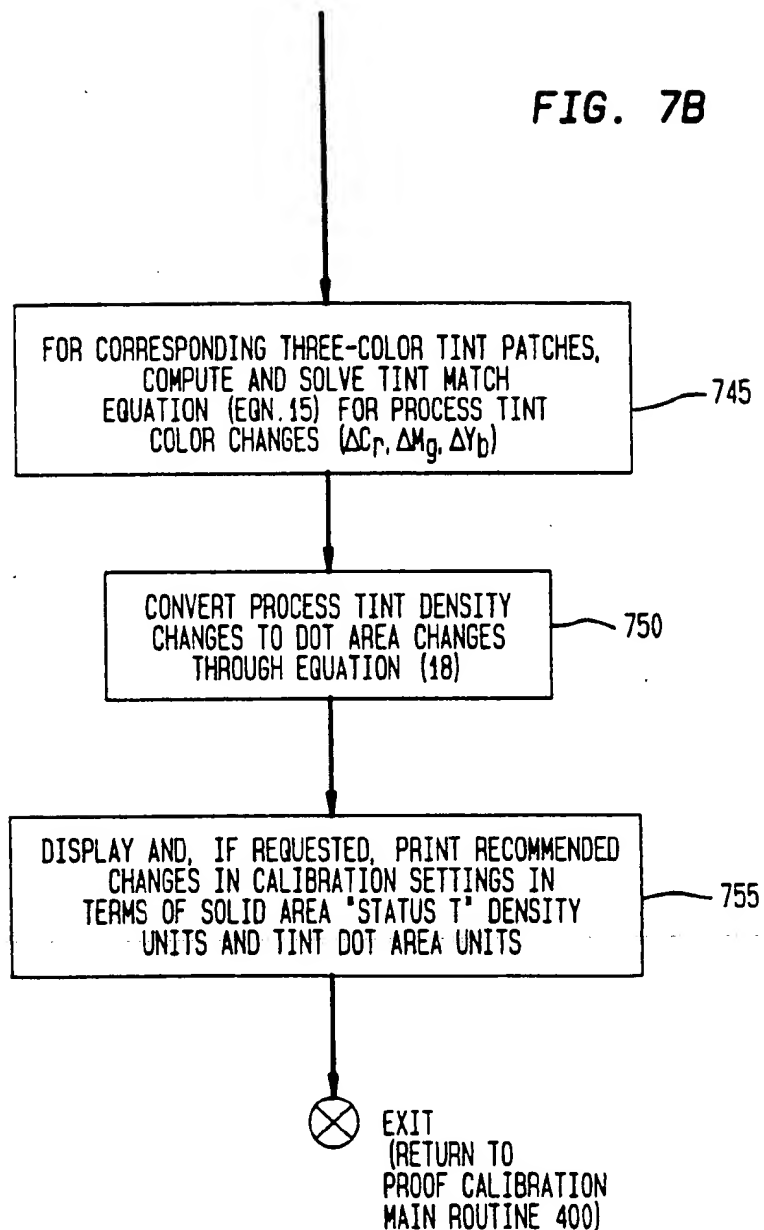 FIG. 7B
FOR CORRESPONDING THREE-COLOR TINT PATCHES,
COMPUTE AND SOLVE TINT MATCH
EQUATION (EQN.15) FOR PROCESS TINT
COLOR CHANGES (ΔCr, ΔMg, ΔYb)
745
CONVERT PROCESS TINT DENSITY
CHANGES TO DOT AREA CHANGES
THROUGH EQUATION (18)
750
DISPLAY AND, IF REQUESTED, PRINT RECOMMENDED
CHANGES IN CALIBRATION SETTINGS IN
TERMS OF SOLID AREA "STATUS T" DENSITY
UNITS AND TINT DOT AREA UNITS
755
EXIT
(RETURN TO
PROOF CALIBRATION
MAIN ROUTINE 400)